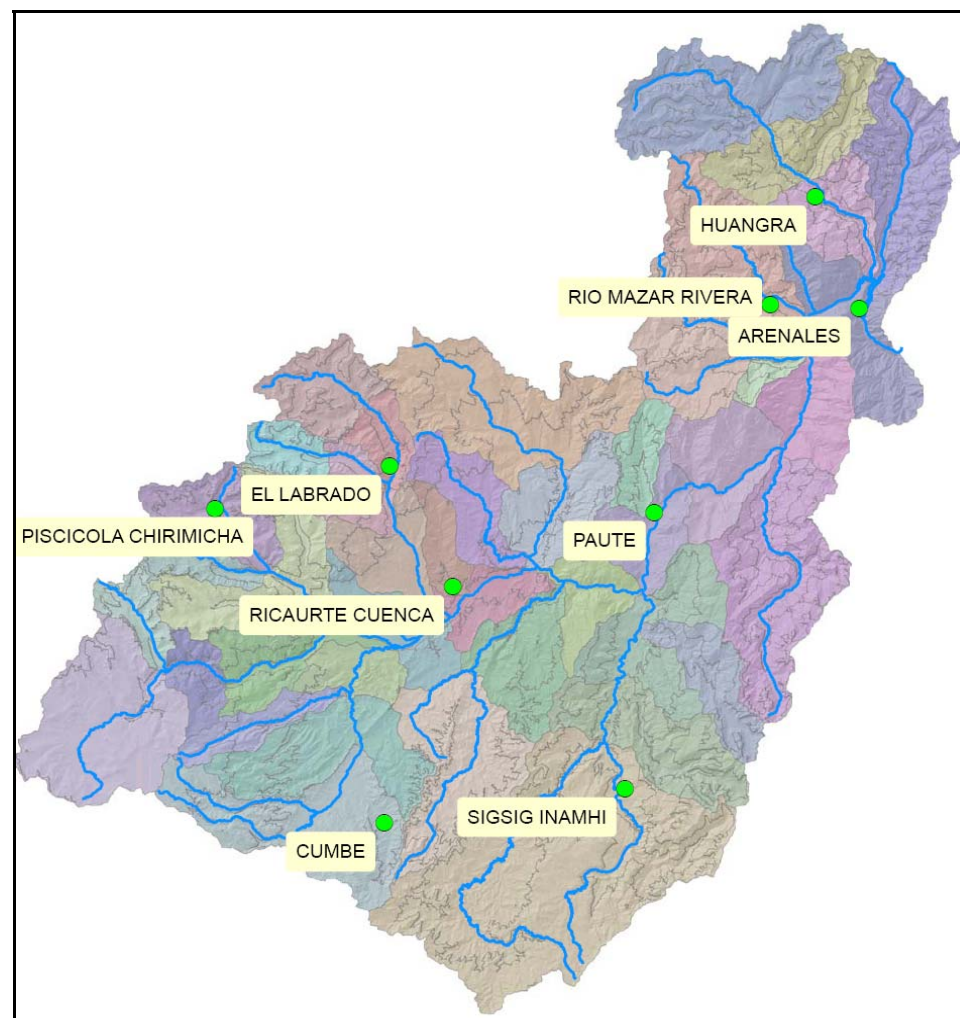 HUANGRA
RIO MAZAR RIVERA
ARENALES
EL LABRADO
PISCICOLA CHIRIMICHA
PAUTE
RICAURTE CUENCA
SIGSIG INAMHI
CUMBE